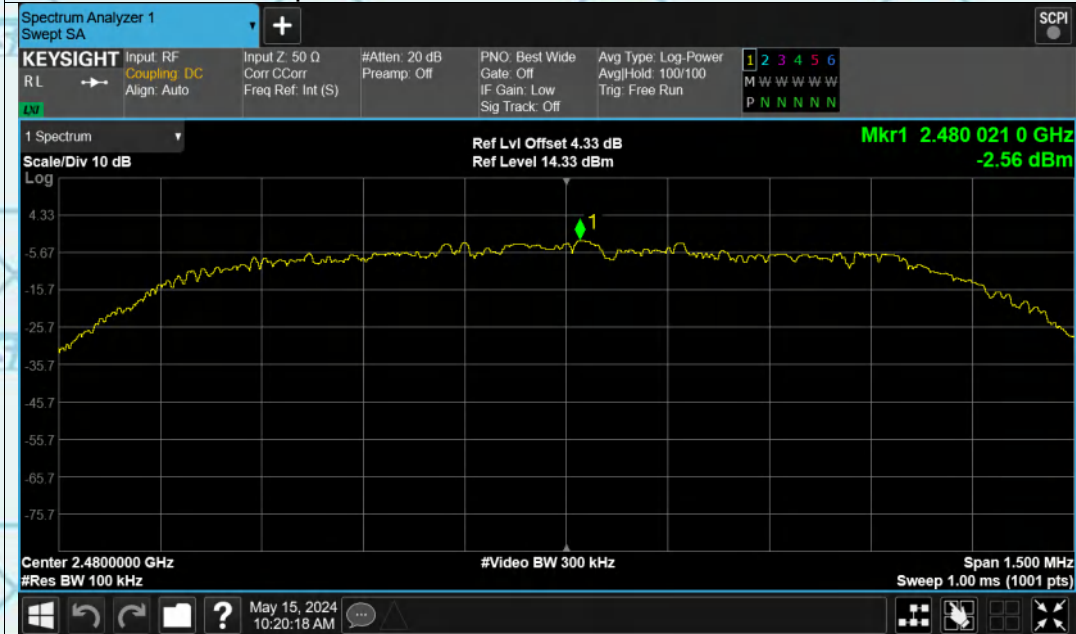 Spectrum Analyzer 1
Swept SA
+
SCPI
KEYSIGHT
R L
LXI
Input: RF
Coupling: DC
Align: Auto
Input Z: 50 Ω
Corr CCorr
Freq Ref: Int (S)
#Atten: 20 dB
Preamp: Off
PNO: Best Wide
Gate: Off
IF Gain: Low
Sig Track: Off
Avg Type: Log-Power
Avg|Hold: 100/100
Trig: Free Run
1 2 3 4 5 6
M W W W W W
P N N N N N
1 Spectrum
Scale/Div 10 dB
Log
Ref Lvl Offset 4.33 dB
Ref Level 14.33 dBm
Mkr1 2.480 021 0 GHz
-2.56 dBm
1
4.33
-5.67
-15.7
-25.7
-35.7
-45.7
-55.7
-65.7
-75.7
Center 2.4800000 GHz
#Res BW 100 kHz
#Video BW 300 kHz
Span 1.500 MHz
Sweep 1.00 ms (1001 pts)
?
May 15, 2024
10:20:18 AM